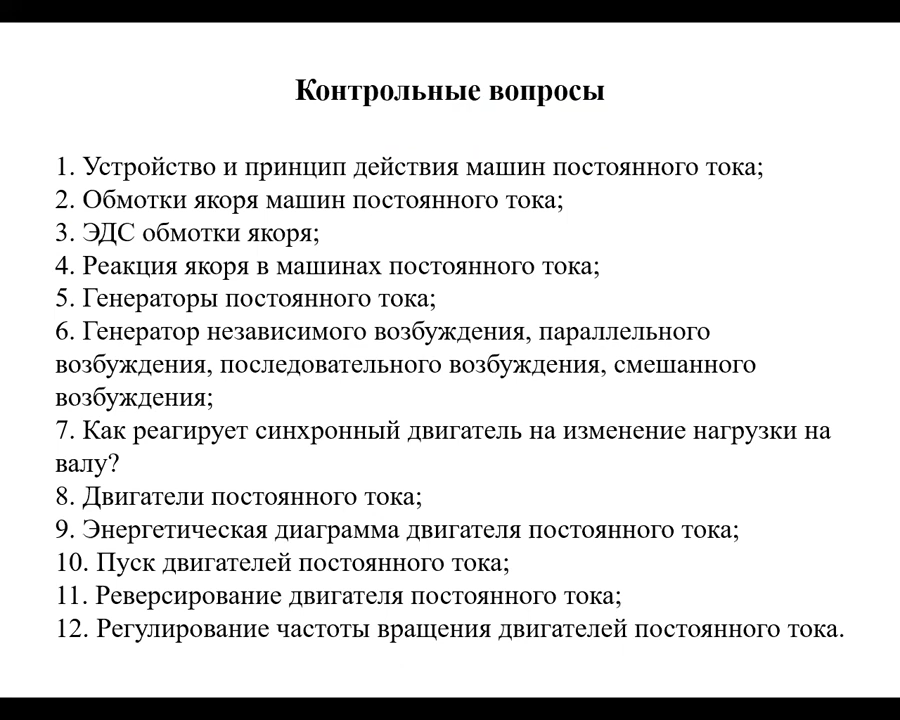 Контрольные вопросы
1. Устройство и принцип действия машин постоянного тока;
2. Обмотки якоря машин постоянного тока;
3. ЭДС обмотки якоря;
4. Реакция якоря в машинах постоянного тока;
5. Генераторы постоянного тока;
6. Генератор независимого возбуждения, параллельного
возбуждения, последовательного возбуждения, смешанного
возбуждения;
7. Как реагирует синхронный двигатель на изменение нагрузки на
валу?
8. Двигатели постоянного тока;
9. Энергетическая диаграмма двигателя постоянного тока;
10. Пуск двигателей постоянного тока;
11. Реверсирование двигателя постоянного тока;
12. Регулирование частоты вращения двигателей постоянного тока.